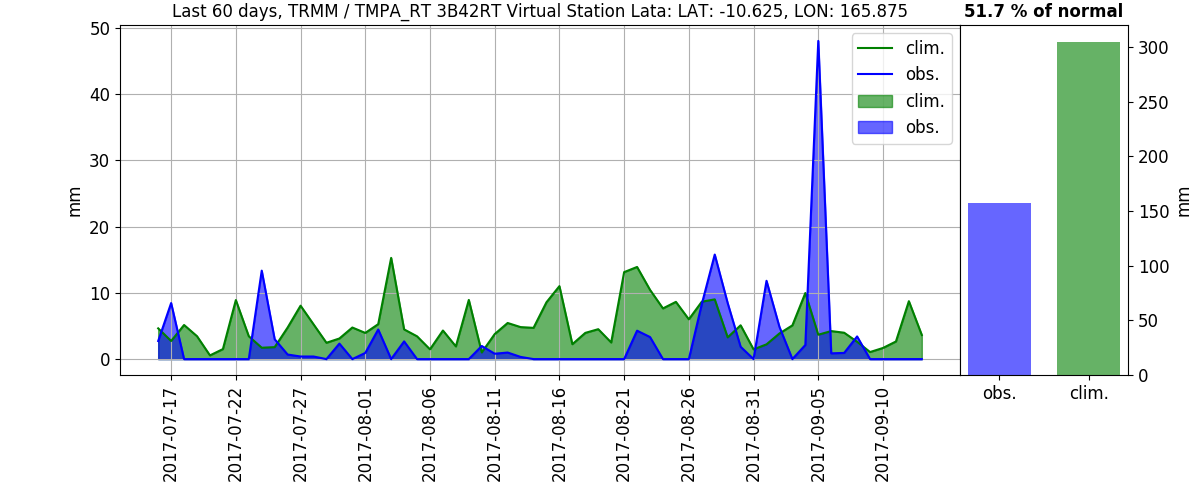 Last 60 days, TRMM / TMPA_RT 3B42RT Virtual Station Lata: LAT: -10.625, LON: 165.875
51.7 % of normal
mm
50
40
30
20
10
0
clim.
obs.
clim.
obs.
2017-07-17
2017-07-22
2017-07-27
2017-08-01
2017-08-06
2017-08-11
2017-08-16
2017-08-21
2017-08-26
2017-08-31
2017-09-05
2017-09-10
300
250
200
150
100
50
0
mm
obs.
clim.